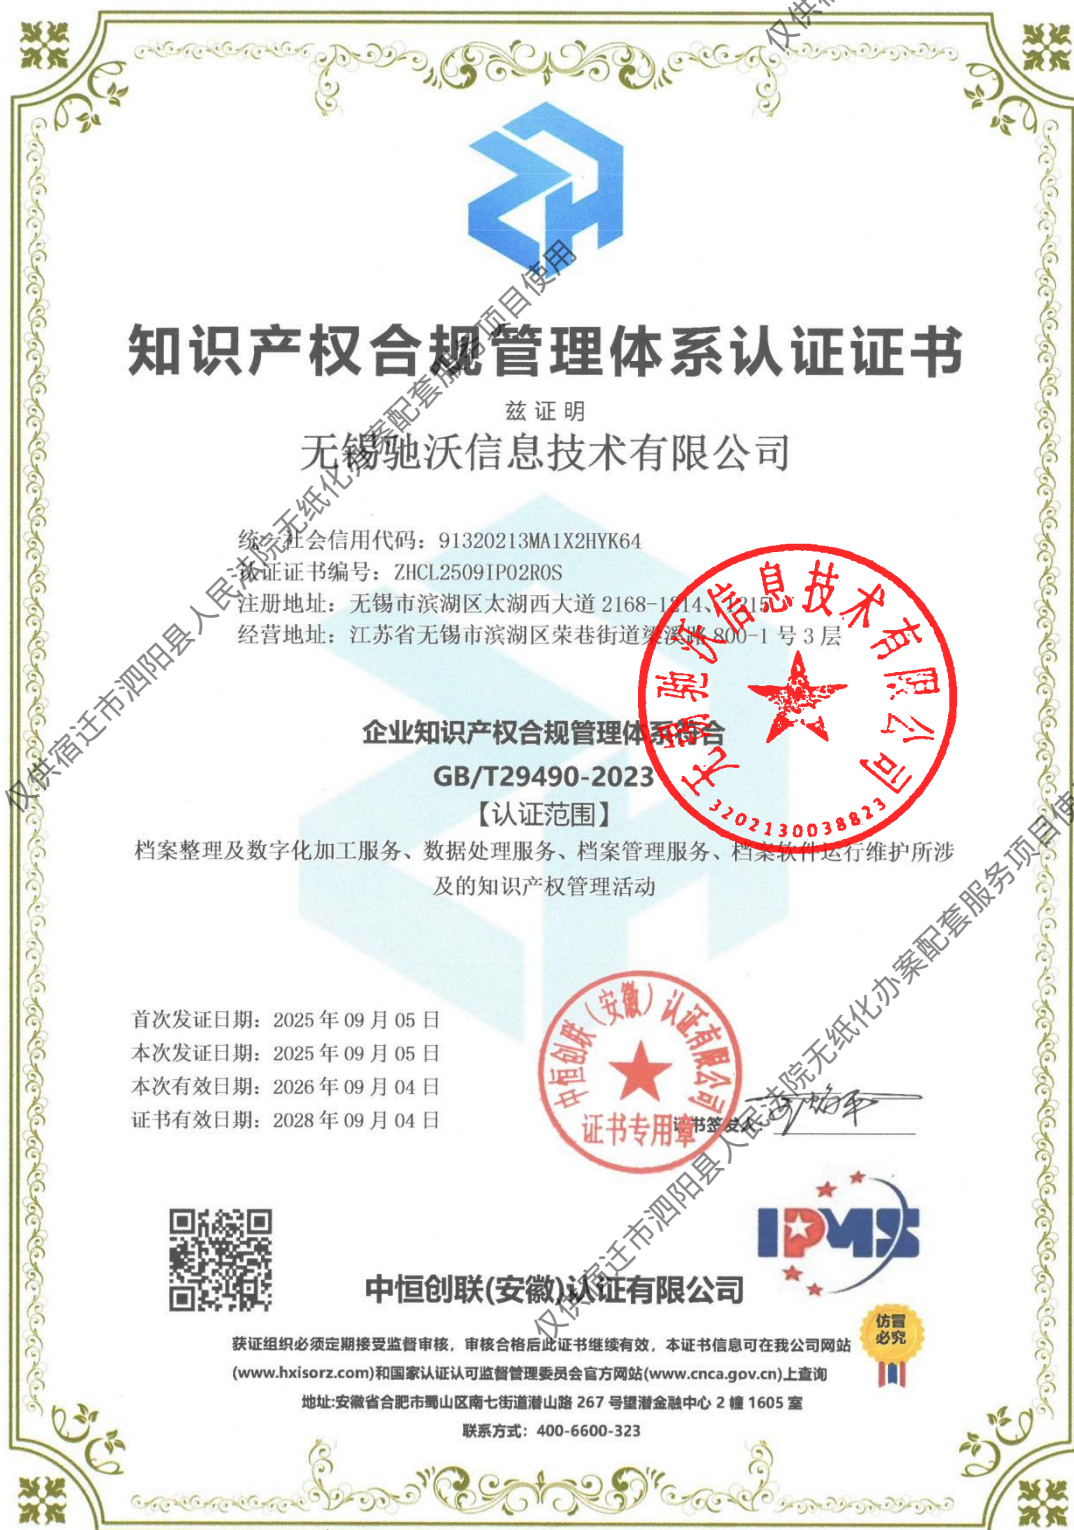 知识产权合规管理体系认证证书
兹证明
无锡驰沃信息技术有限公司
统一社会信用代码：91320213MA1X2HYK64
认证证书编号：ZHCL2509IP02ROS
注册地址：无锡市滨湖区太湖西大道 2168-1214、1215
经营地址：江苏省无锡市滨湖区荣巷街道梁溪路 800-1 号 3 层
企业知识产权合规管理体系符合
GB/T29490-2023
【认证范围】
档案整理及数字化加工服务、数据处理服务、档案管理服务、档案软件运行维护所涉
及的知识产权管理活动
无锡驰沃信息技术有限公司
3202130038823
首次发证日期：2025 年 09 月 05 日
本次发证日期：2025 年 09 月 05 日
本次有效日期：2026 年 09 月 04 日
证书有效日期：2028 年 09 月 04 日
中恒创联（安徽）认证有限公司
证书专用章
证书签发人：
IPMS
中恒创联(安徽)认证有限公司
仿冒
必究
获证组织必须定期接受监督审核，审核合格后此证书继续有效，本证书信息可在我公司网站
(www.hxisorz.com)和国家认证认可监督管理委员会官方网站(www.cnca.gov.cn)上查询
地址:安徽省合肥市蜀山区南七街道潜山路 267 号望潜金融中心 2 幢 1605 室
联系方式：400-6600-323
仅供宿迁市泗阳县人民法院无纸化办案配套服务项目使用
仅供宿迁市泗阳县人民法院无纸化办案配套服务项目使
仅供